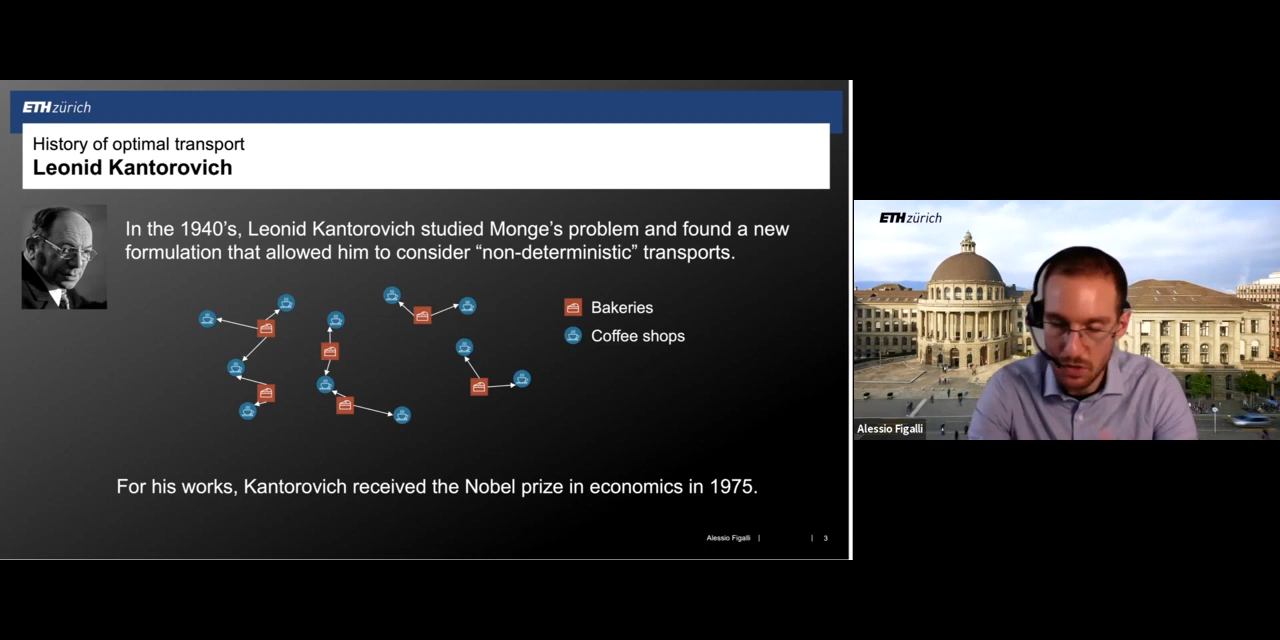 ETH zürich
History of optimal transport
Leonid Kantorovich
In the 1940's, Leonid Kantorovich studied Monge's problem and found a new
formulation that allowed him to consider “non-deterministic” transports.
Bakeries
Coffee shops
For his works, Kantorovich received the Nobel prize in economics in 1975.
Alessio Figalli | | 3
ETH zürich
Alessio Figalli